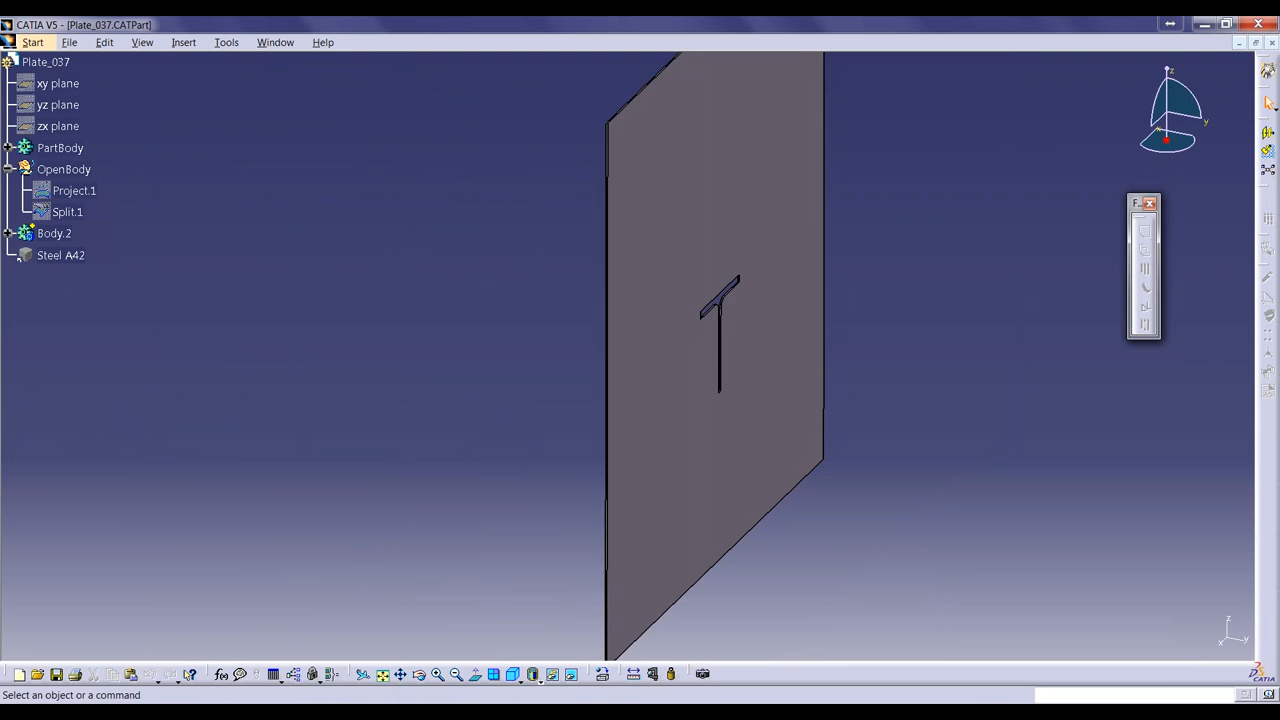 CATIA V5 - [Plate_037.CATPart]
Start File Edit View Insert Tools Window Help
Plate_037
xy plane
yz plane
zx plane
PartBody
OpenBody
Project.1
Split.1
Body.2
Steel A42
z
y
x
F...
z
x y
f(x)
CATIA
Select an object or a command